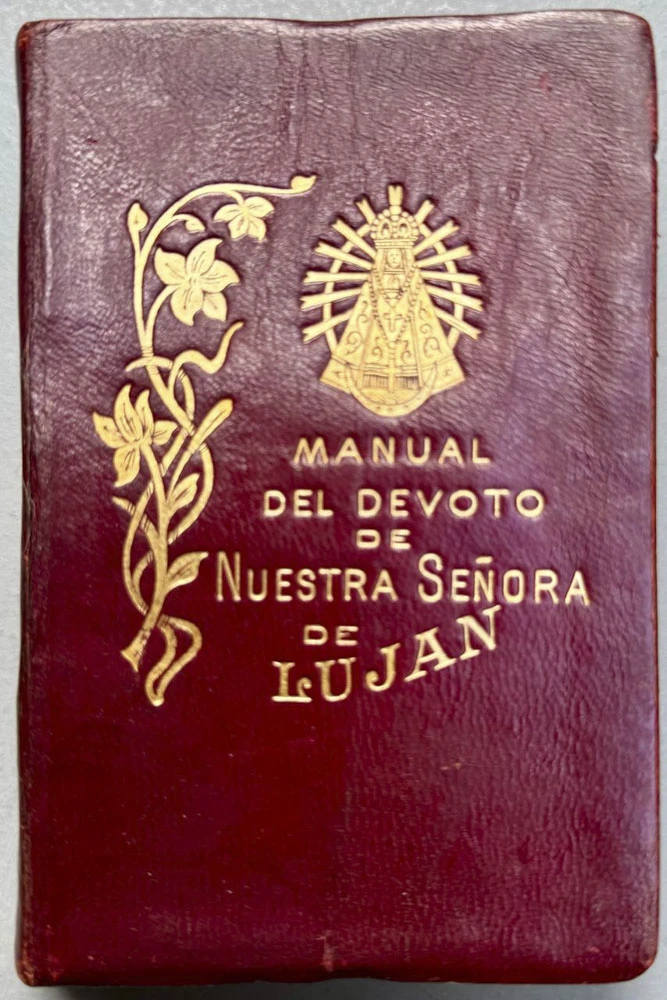 MANUAL
DEL DEVOTO
DE
NUESTRA SEÑORA
DE
LUJAN